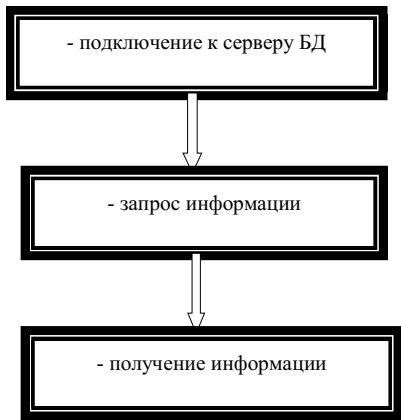 - подключение к серверу БД
- запрос информации
- получение информации